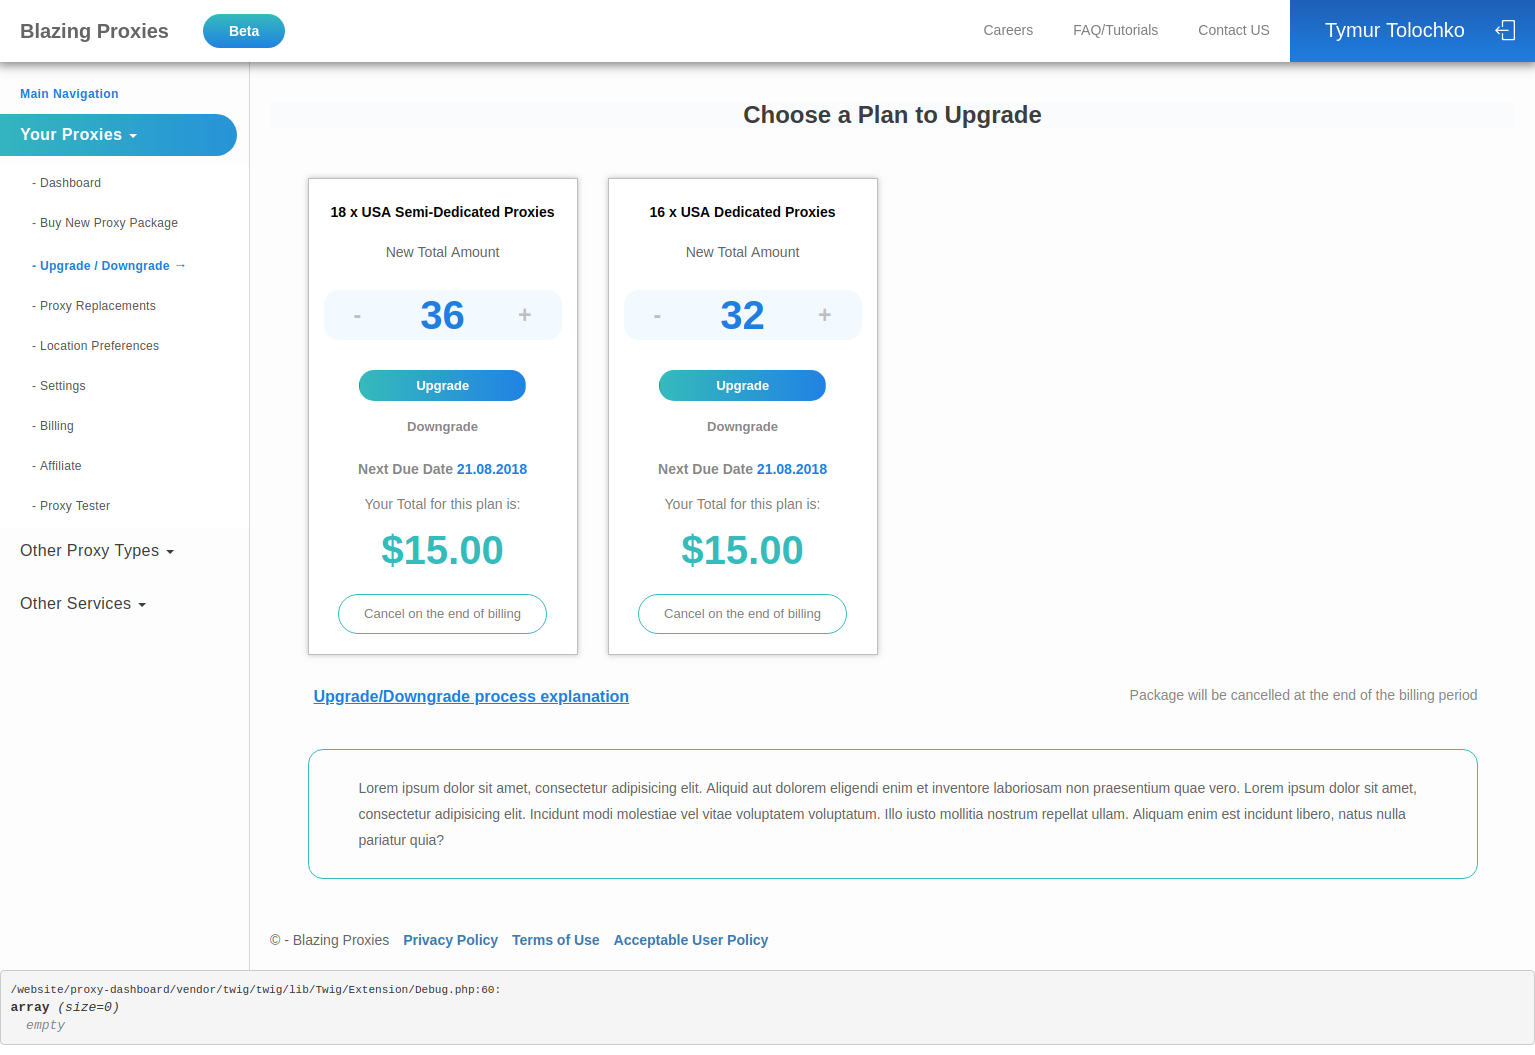 Blazing Proxies
Beta
Careers
FAQ/Tutorials
Contact US
Tymur Tolochko
Main Navigation
Your Proxies
- Dashboard
- Buy New Proxy Package
- Upgrade / Downgrade →
- Proxy Replacements
- Location Preferences
- Settings
- Billing
- Affiliate
- Proxy Tester
Other Proxy Types
Other Services
Choose a Plan to Upgrade
18 x USA Semi-Dedicated Proxies
New Total Amount
- 36 +
Upgrade
Downgrade
Next Due Date 21.08.2018
Your Total for this plan is:
$15.00
Cancel on the end of billing
16 x USA Dedicated Proxies
New Total Amount
- 32 +
Upgrade
Downgrade
Next Due Date 21.08.2018
Your Total for this plan is:
$15.00
Cancel on the end of billing
Upgrade/Downgrade process explanation
Package will be cancelled at the end of the billing period
Lorem ipsum dolor sit amet, consectetur adipisicing elit. Aliquid aut dolorem eligendi enim et inventore laboriosam non praesentium quae vero. Lorem ipsum dolor sit amet,
consectetur adipisicing elit. Incidunt modi molestiae vel vitae voluptatem voluptatum. Illo iusto mollitia nostrum repellat ullam. Aliquam enim est incidunt libero, natus nulla
pariatur quia?
© - Blazing Proxies Privacy Policy Terms of Use Acceptable User Policy
/website/proxy-dashboard/vendor/twig/twig/lib/Twig/Extension/Debug.php:60:
array (size=0)
empty